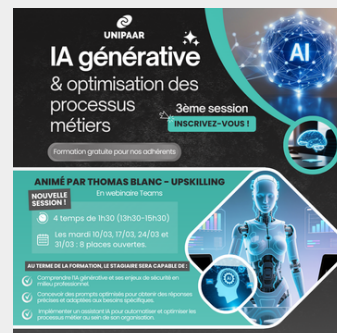 UNIPAAR
IA générative
& optimisation des
processus
métiers
3ème session
INSCRIVEZ-VOUS !
Formation gratuite pour nos adhérents
AI
ANIMÉ PAR THOMAS BLANC - UPSKILLING
En webinaire Teams
NOUVELLE
SESSION !
4 temps de 1h30 (13h30-15h30)
Les mardi 10/03, 17/03, 24/03 et
31/03 : 8 places ouvertes.
AU TERME DE LA FORMATION, LE STAGIAIRE SERA CAPABLE DE :
Comprendre l'IA générative et ses enjeux de sécurité en
milieu professionnel.
Concevoir des prompts optimisés pour obtenir des réponses
précises et adaptées aux besoins spécifiques.
Implémenter un assistant IA pour automatiser et optimiser les
processus métier au sein de son organisation.